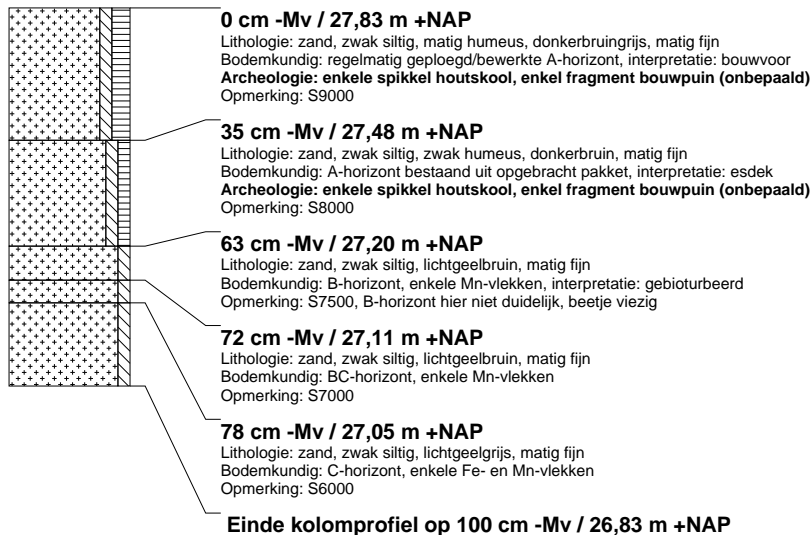 0 cm -Mv / 27,83 m +NAP
Lithologie: zand, zwak siltig, matig humeus, donkerbruingrijs, matig fijn
Bodemkundig: regelmatig geploegd/bewerkte A-horizont, interpretatie: bouwvoor
Archeologie: enkele spikkel houtskool, enkel fragment bouwpuin (onbepaald)
Opmerking: S9000
35 cm -Mv / 27,48 m +NAP
Lithologie: zand, zwak siltig, zwak humeus, donkerbruin, matig fijn
Bodemkundig: A-horizont bestaand uit opgebracht pakket, interpretatie: esdek
Archeologie: enkele spikkel houtskool, enkel fragment bouwpuin (onbepaald)
Opmerking: S8000
63 cm -Mv / 27,20 m +NAP
Lithologie: zand, zwak siltig, lichtgeelbruin, matig fijn
Bodemkundig: B-horizont, enkele Mn-vlekken, interpretatie: gebioturbeerd
Opmerking: S7500, B-horizont hier niet duidelijk, beetje viezig
72 cm -Mv / 27,11 m +NAP
Lithologie: zand, zwak siltig, lichtgeelbruin, matig fijn
Bodemkundig: BC-horizont, enkele Mn-vlekken
Opmerking: S7000
78 cm -Mv / 27,05 m +NAP
Lithologie: zand, zwak siltig, lichtgeelgrijs, matig fijn
Bodemkundig: C-horizont, enkele Fe- en Mn-vlekken
Opmerking: S6000
Einde kolomprofiel op 100 cm -Mv / 26,83 m +NAP